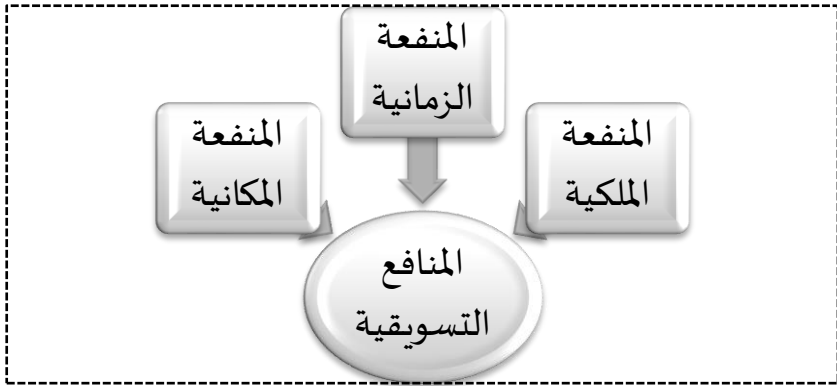 المنفعة
الزمانية
المنفعة
الملكية
المنفعة
المكانية
المنافع
التسويقية